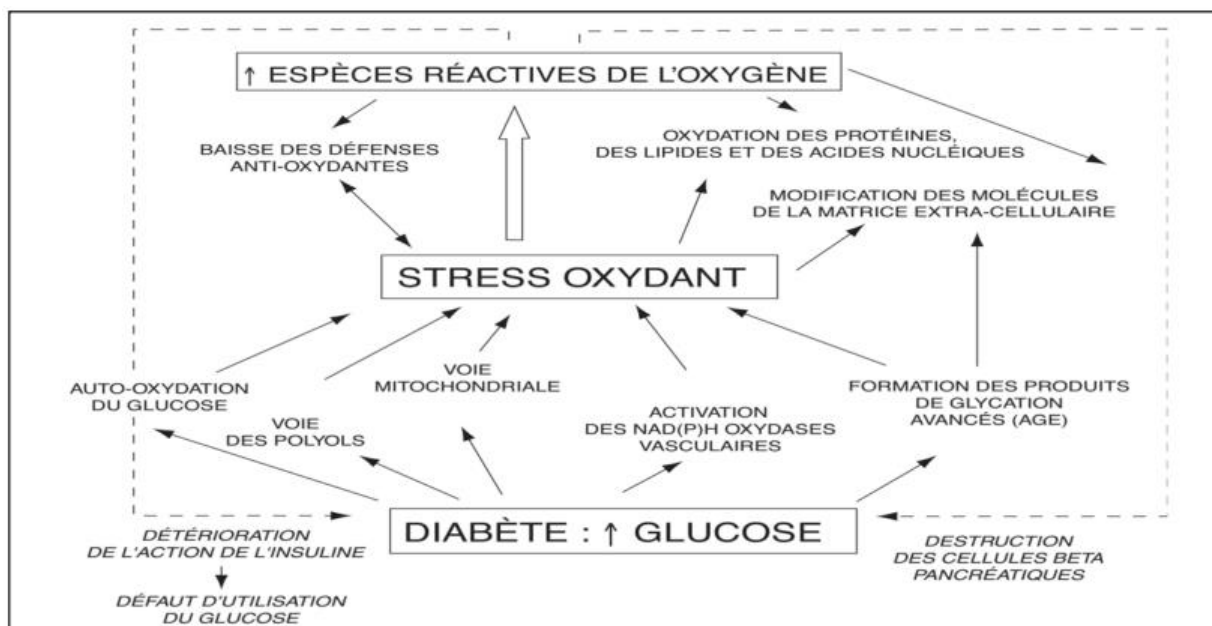 ↑ ESPÈCES RÉACTIVES DE L'OXYGÈNE
BAISSE DES DÉFENSES
ANTI-OXYDANTES
OXYDATION DES PROTÉINES,
DES LIPIDES ET DES ACIDES NUCLÉIQUES
MODIFICATION DES MOLÉCULES
DE LA MATRICE EXTRA-CELLULAIRE
STRESS OXYDANT
AUTO-OXYDATION
DU GLUCOSE
VOIE
DES POLYOLS
VOIE
MITOCHONDRIALE
ACTIVATION
DES NAD(P)H OXYDASES
VASCULAIRES
FORMATION DES PRODUITS
DE GLYCATION
AVANCÉS (AGE)
DIABÈTE : ↑ GLUCOSE
DÉTÉRIORATION
DE L'ACTION DE L'INSULINE
DÉFAUT D'UTILISATION
DU GLUCOSE
DESTRUCTION
DES CELLULES BETA
PANCRÉATIQUES